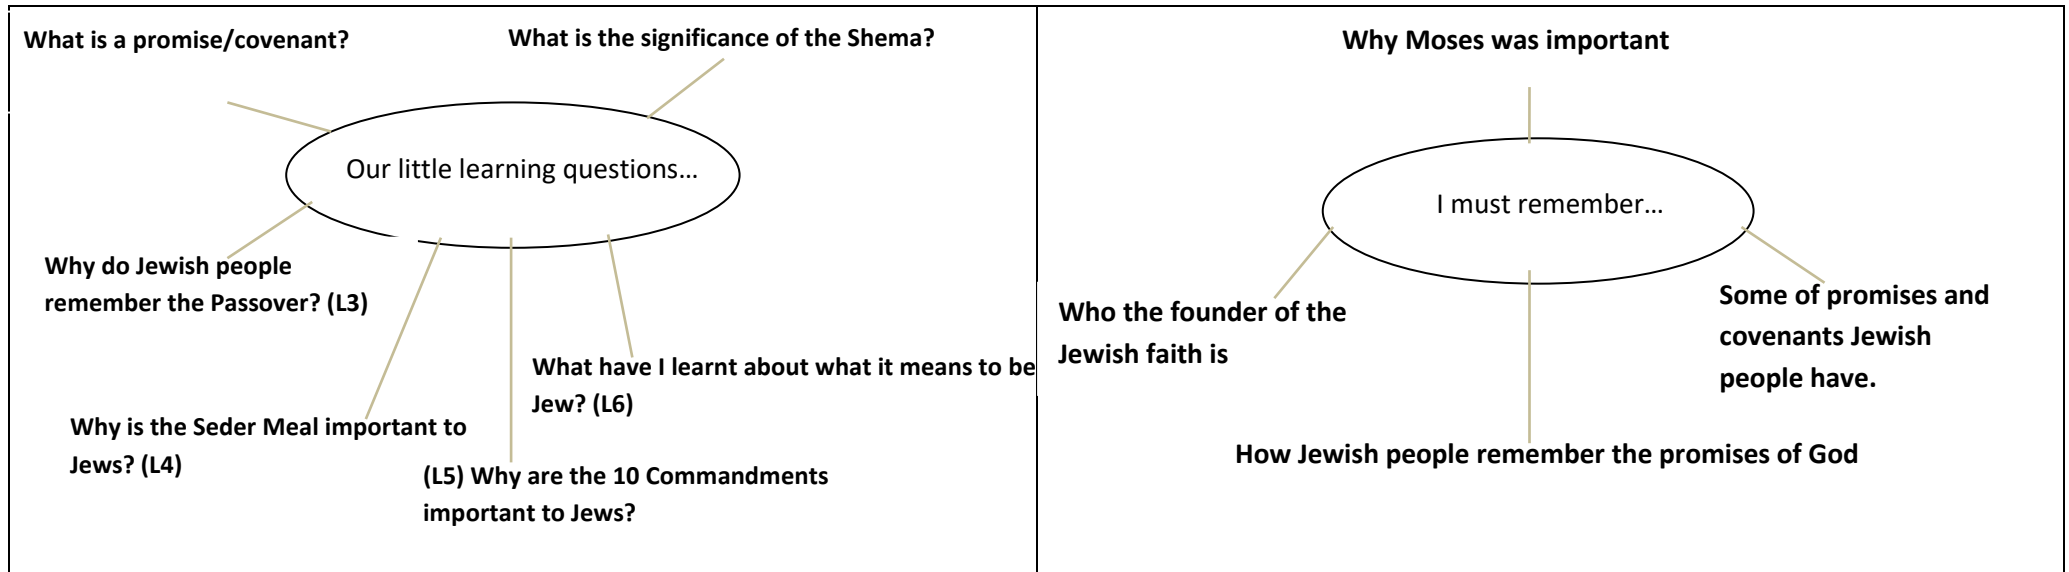 What is a promise/covenant?
What is the significance of the Shema?
Our little learning questions...
Why do Jewish people
remember the Passover? (L3)
What have I learnt about what it means to be
Jew? (L6)
Why is the Seder Meal important to
Jews? (L4)
(L5) Why are the 10 Commandments
important to Jews?
Why Moses was important
I must remember...
Who the founder of the
Jewish faith is
Some of promises and
covenants Jewish
people have.
How Jewish people remember the promises of God